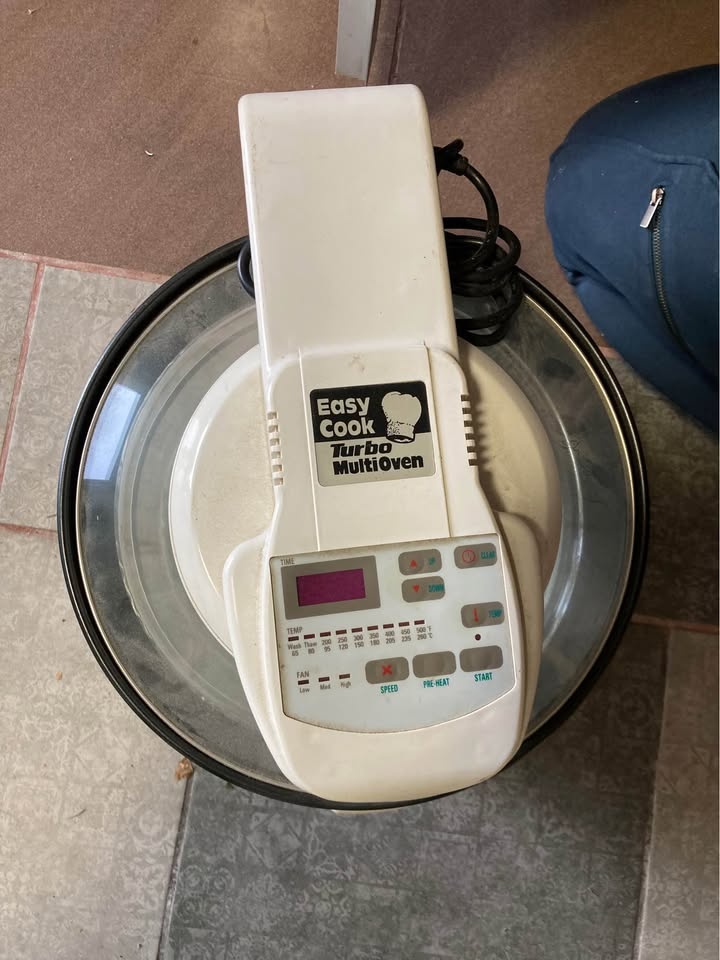 Easy
Cook
Turbo
MultiOven
TIME
UP
CLEAR
DOWN
TEMP
TEMP
Wash Thaw 200 250 300 350 400 450 500 °F
65 80 95 120 150 180 205 235 260 °C
FAN
Low Med High
SPEED PRE-HEAT START